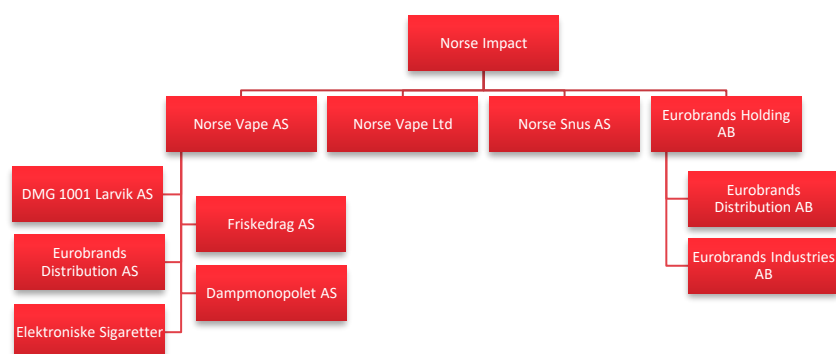 Norse Impact
Norse Vape AS
Norse Vape Ltd
Norse Snus AS
Eurobrands Holding
AB
DMG 1001 Larvik AS
Friskedrag AS
Eurobrands
Distribution AS
Dampmonopolet AS
Elektroniske Sigaretter
Eurobrands
Distribution AB
Eurobrands Industries
AB